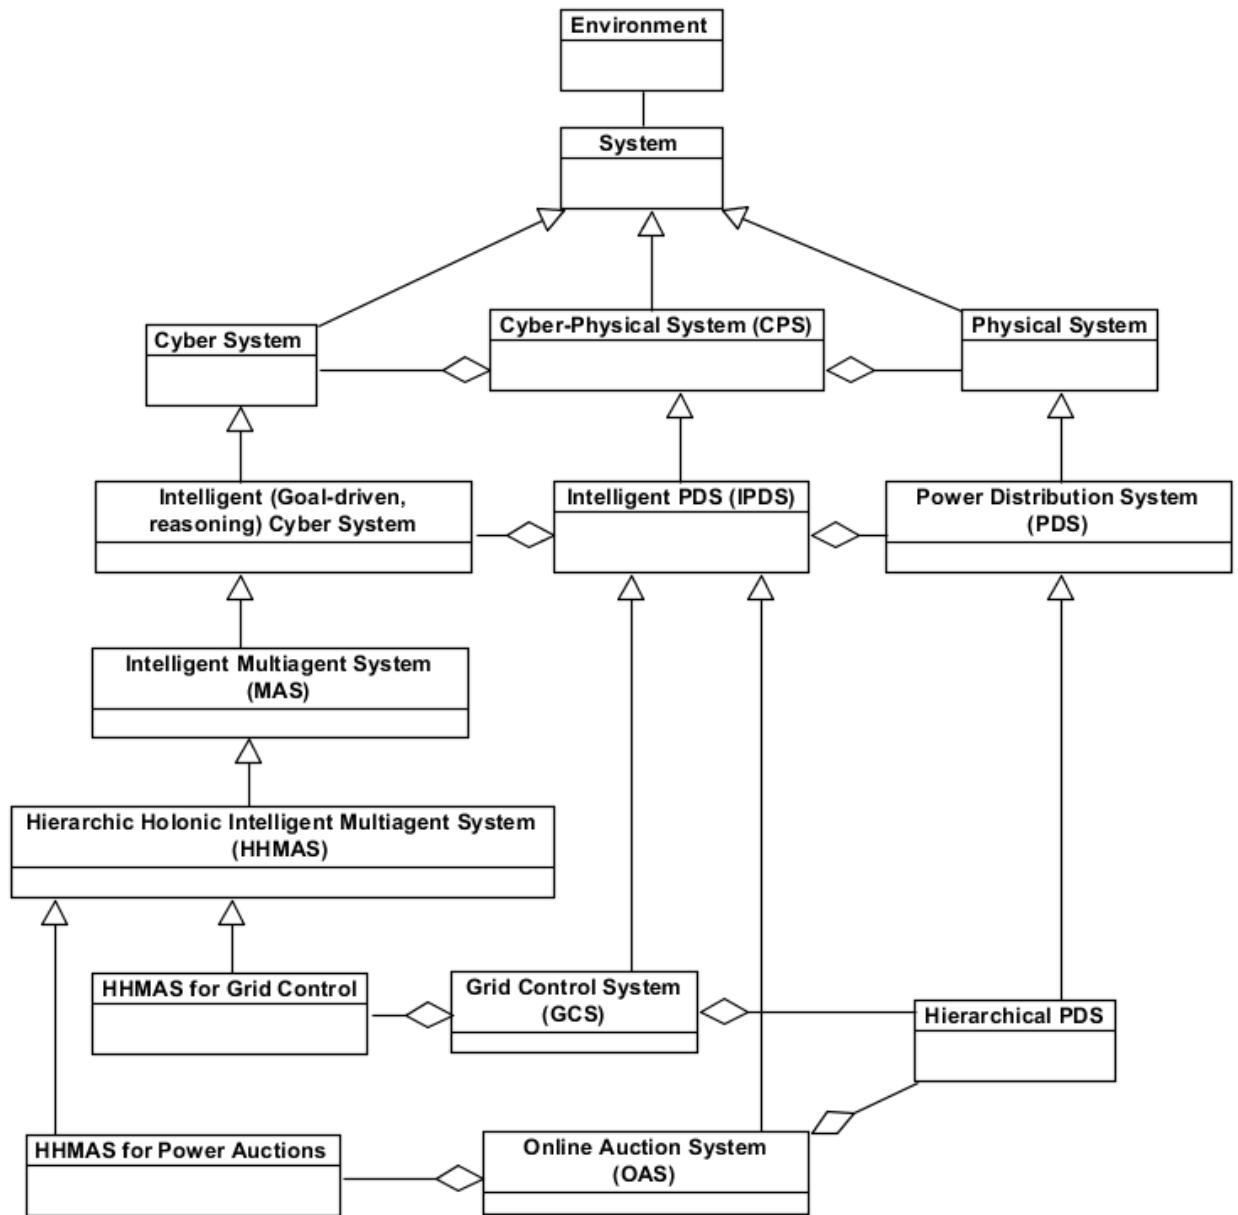 Environment
System
Cyber System
Cyber-Physical System (CPS)
Physical System
Intelligent (Goal-driven,
reasoning) Cyber System
Intelligent PDS (IPDS)
Power Distribution System
(PDS)
Intelligent Multiagent System
(MAS)
Hierarchic Holonic Intelligent Multiagent System
(HHMAS)
HHMAS for Grid Control
Grid Control System
(GCS)
Hierarchical PDS
HHMAS for Power Auctions
Online Auction System
(OAS)